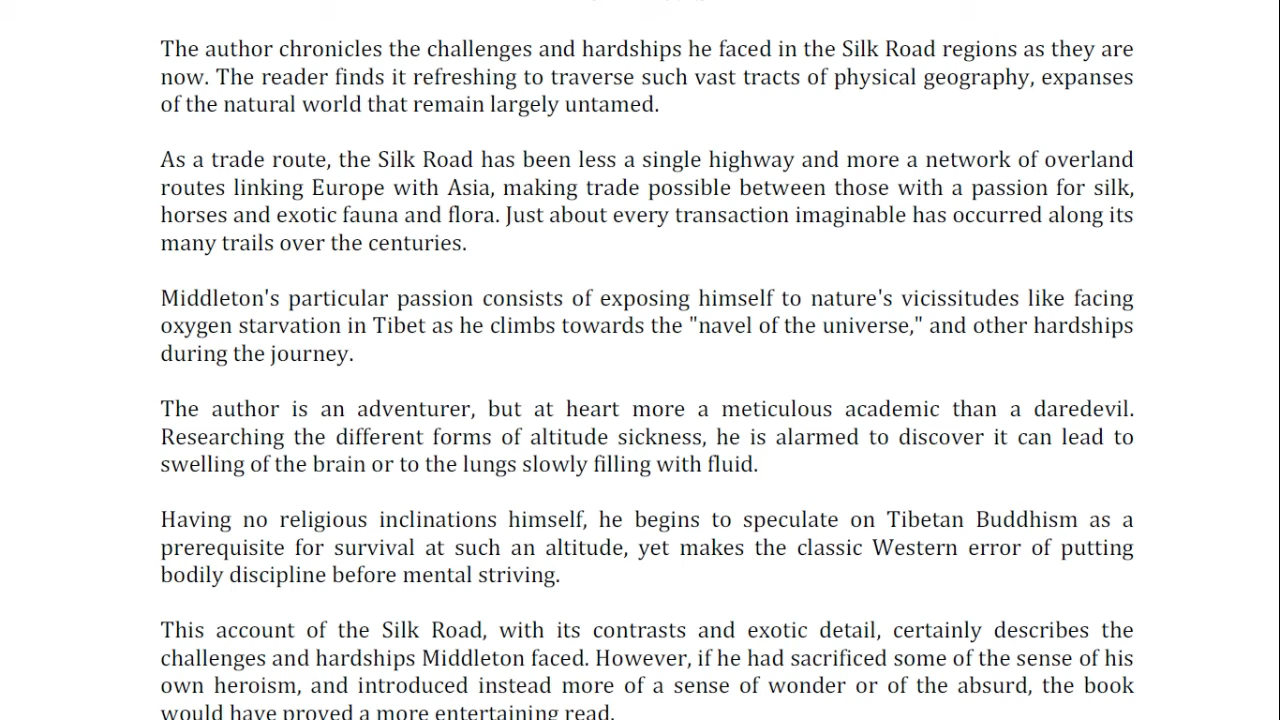 The author chronicles the challenges and hardships he faced in the Silk Road regions as they are
now. The reader finds it refreshing to traverse such vast tracts of physical geography, expanses
of the natural world that remain largely untamed.
As a trade route, the Silk Road has been less a single highway and more a network of overland
routes linking Europe with Asia, making trade possible between those with a passion for silk,
horses and exotic fauna and flora. Just about every transaction imaginable has occurred along its
many trails over the centuries.
Middleton's particular passion consists of exposing himself to nature's vicissitudes like facing
oxygen starvation in Tibet as he climbs towards the "navel of the universe," and other hardships
during the journey.
The author is an adventurer, but at heart more a meticulous academic than a daredevil.
Researching the different forms of altitude sickness, he is alarmed to discover it can lead to
swelling of the brain or to the lungs slowly filling with fluid.
Having no religious inclinations himself, he begins to speculate on Tibetan Buddhism as a
prerequisite for survival at such an altitude, yet makes the classic Western error of putting
bodily discipline before mental striving.
This account of the Silk Road, with its contrasts and exotic detail, certainly describes the
challenges and hardships Middleton faced. However, if he had sacrificed some of the sense of his
own heroism, and introduced instead more of a sense of wonder or of the absurd, the book
would have proved a more entertaining read.